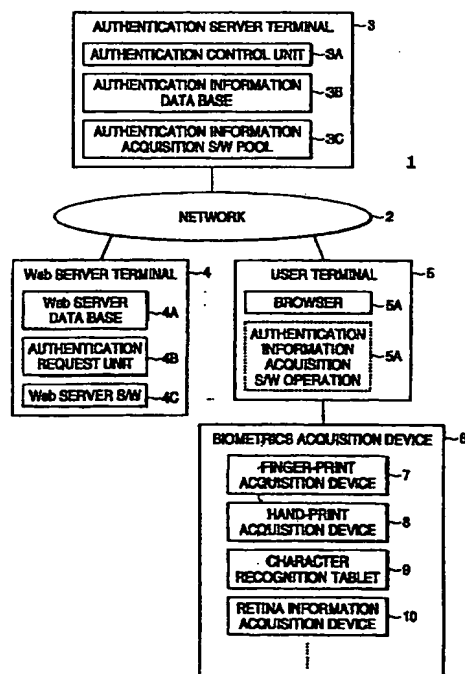 AUTHENTICATION SERVER TERMINAL 3
AUTHENTICATION CONTROL UNIT 3A
AUTHENTICATION INFORMATION
DATA BASE 3B
AUTHENTICATION INFORMATION
ACQUISITION S/W POOL 3C
1
NETWORK 2
Web SERVER TERMINAL 4
Web SERVER
DATA BASE 4A
AUTHENTICATION
REQUEST UNIT 4B
Web SERVER S/W 4C
USER TERMINAL 5
BROWSER 5A
AUTHENTICATION
INFORMATION
ACQUISITION
S/W OPERATION 5A
BIOMETRICS ACQUISITION DEVICE 6
FINGER-PRINT
ACQUISITION DEVICE 7
HAND-PRINT
ACQUISITION DEVICE 8
CHARACTER
RECOGNITION TABLET 9
RETINA INFORMATION
ACQUISITION DEVICE 10